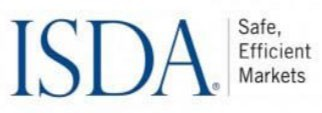 ISDA®
Safe,
Efficient
Markets